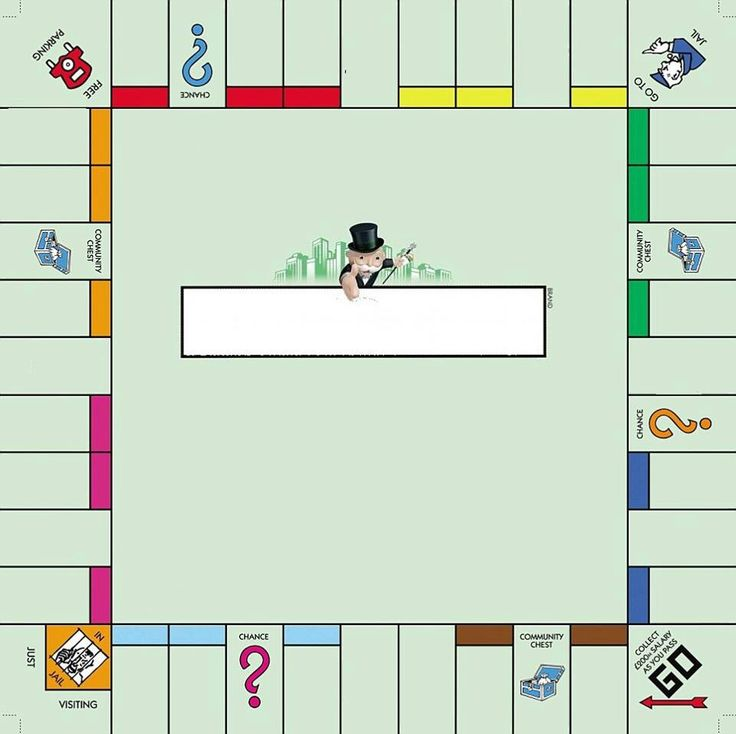 FREE
PARKING
CHANCE
GO TO
JAIL
COMMUNITY
CHEST
COMMUNITY
CHEST
BRAND
CHANCE
JUST
VISITING
IN
JAIL
CHANCE
COMMUNITY
CHEST
COLLECT
£200 SALARY
AS YOU PASS
GO